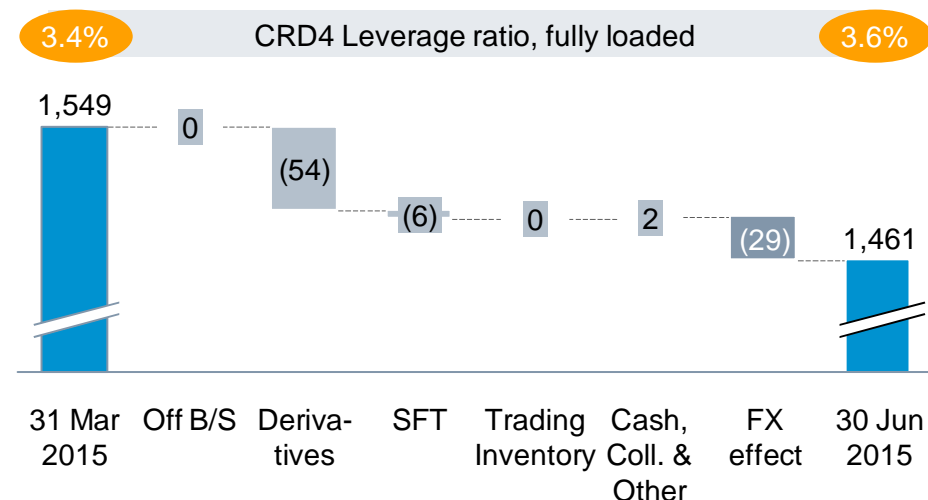 3.4% CRD4 Leverage ratio, fully loaded 3.6%
1,549
0
(54)
(6)
0
2
(29)
1,461
31 Mar
2015
Off B/S
Deriva-
tives
SFT
Trading
Inventory
Cash,
Coll. &
Other
FX
effect
30 Jun
2015